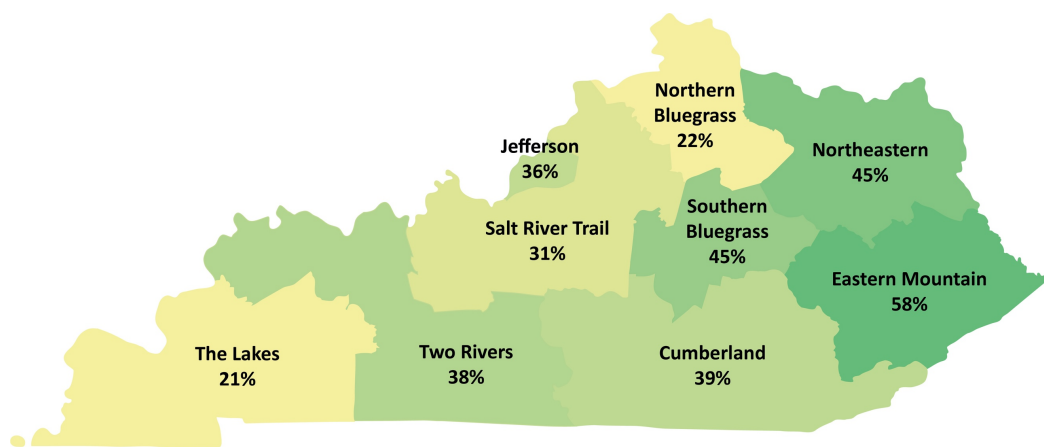 Northern
Bluegrass
22%
Jefferson
36%
Northeastern
45%
Southern
Bluegrass
45%
Salt River Trail
31%
Eastern Mountain
58%
The Lakes
21%
Two Rivers
38%
Cumberland
39%